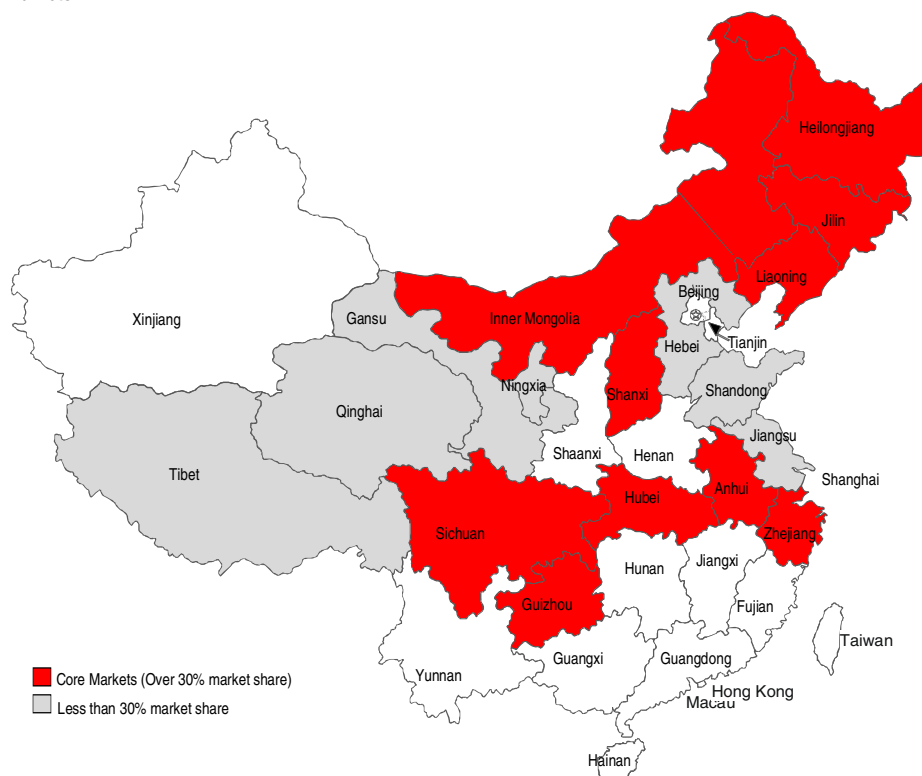 Heilongjiang
Jilin
Liaoning
Beijing
Inner Mongolia
Gansu
Xinjiang
Tianjin
Hebei
Ningxia
Shanxi
Shandong
Qinghai
Jiangsu
Shaanxi
Henan
Tibet
Shanghai
Anhui
Hubei
Sichuan
Zhejiang
Jiangxi
Hunan
Guizhou
Fujian
Taiwan
Guangxi
Guangdong
Yunnan
Hong Kong
Macau
Hainan
Core Markets (Over 30% market share)
Less than 30% market share